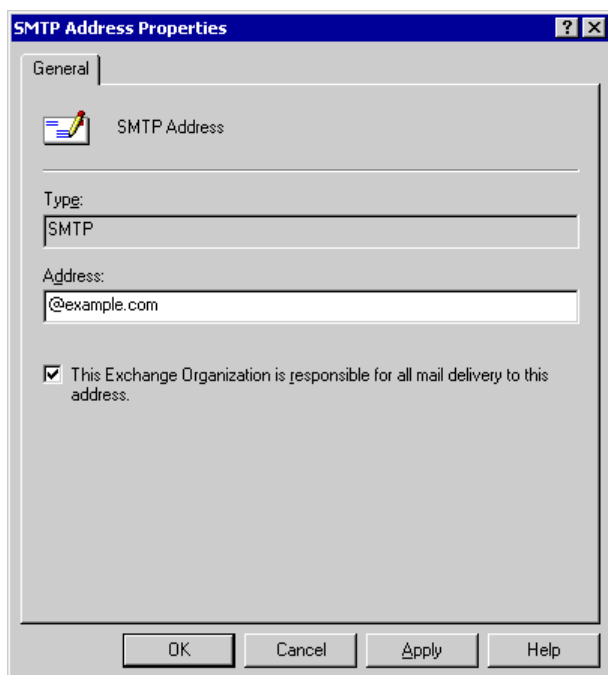 SMTP Address Properties
General
SMTP Address
Type:
SMTP
Address:
@example.com
This Exchange Organization is responsible for all mail delivery to this
address.
OK Cancel Apply Help